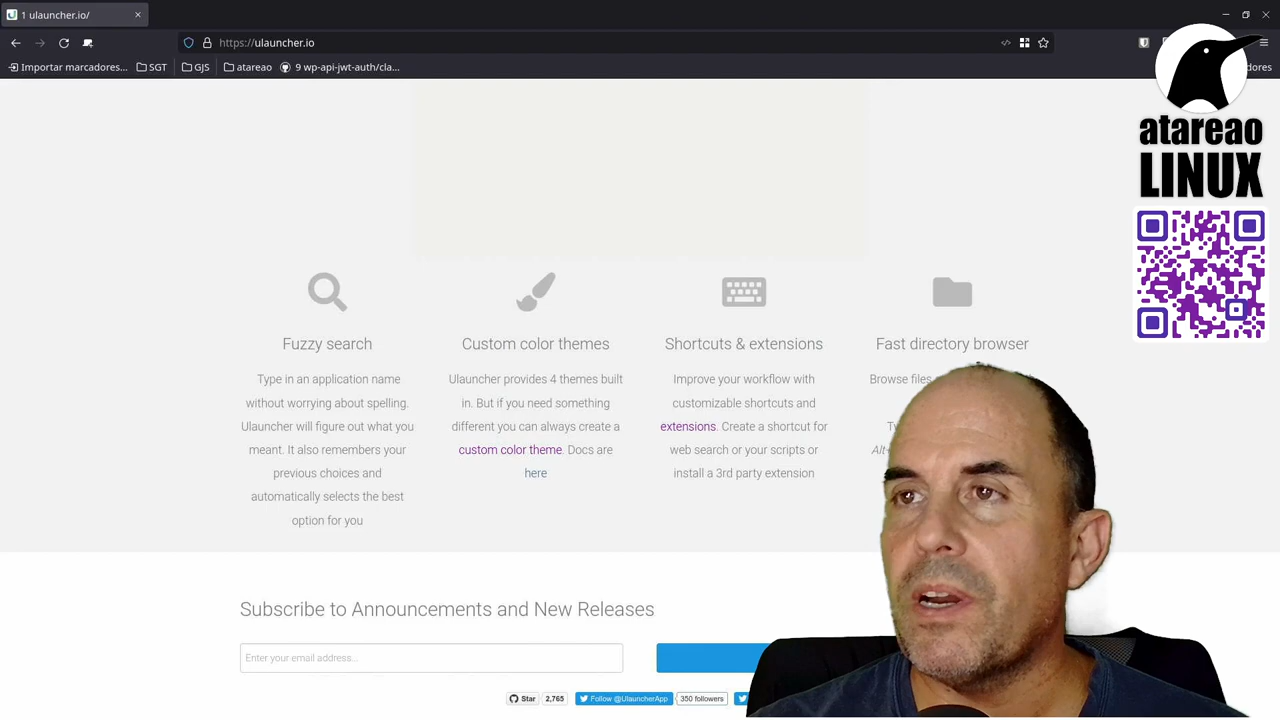 1 ulauncher.io/
https://ulauncher.io
Importar marcadores...
SGT
GJS
atareao
9 wp-api-jwt-auth/cla...
dores
atareao
LINUX
Fuzzy search
Type in an application name
without worrying about spelling.
Ulauncher will figure out what you
meant. It also remembers your
previous choices and
automatically selects the best
option for you
Custom color themes
Ulauncher provides 4 themes built
in. But if you need something
different you can always create a
custom color theme. Docs are
here
Shortcuts & extensions
Improve your workflow with
customizable shortcuts and
extensions. Create a shortcut for
web search or your scripts or
install a 3rd party extension
Fast directory browser
Browse files
Alt
Subscribe to Announcements and New Releases
Enter your email address...
Star
2,765
Follow @UlauncherApp
350 followers